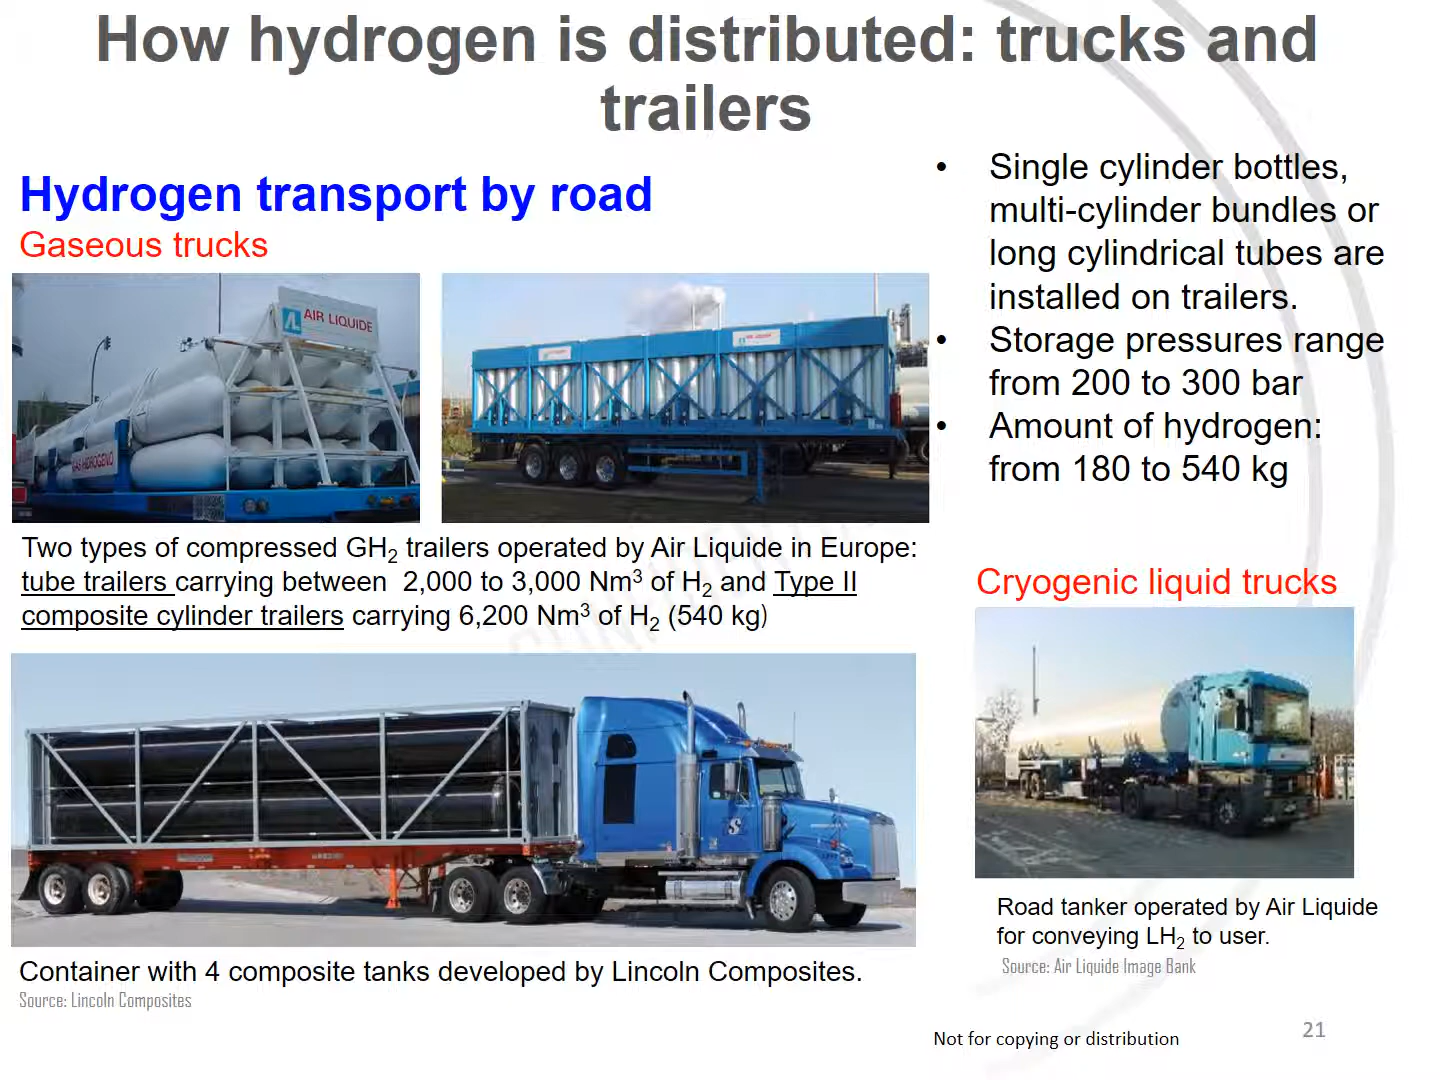 How hydrogen is distributed: trucks and
trailers
Hydrogen transport by road
Gaseous trucks
AIR LIQUIDE
GAS HIDROGENO
Two types of compressed GH₂ trailers operated by Air Liquide in Europe:
tube trailers carrying between 2,000 to 3,000 Nm³ of H₂ and Type II
composite cylinder trailers carrying 6,200 Nm³ of H₂ (540 kg)
Container with 4 composite tanks developed by Lincoln Composites.
Source: Lincoln Composites
• Single cylinder bottles,
multi-cylinder bundles or
long cylindrical tubes are
installed on trailers.
• Storage pressures range
from 200 to 300 bar
• Amount of hydrogen:
from 180 to 540 kg
Cryogenic liquid trucks
Road tanker operated by Air Liquide
for conveying LH₂ to user.
Source: Air Liquide Image Bank
Not for copying or distribution
21